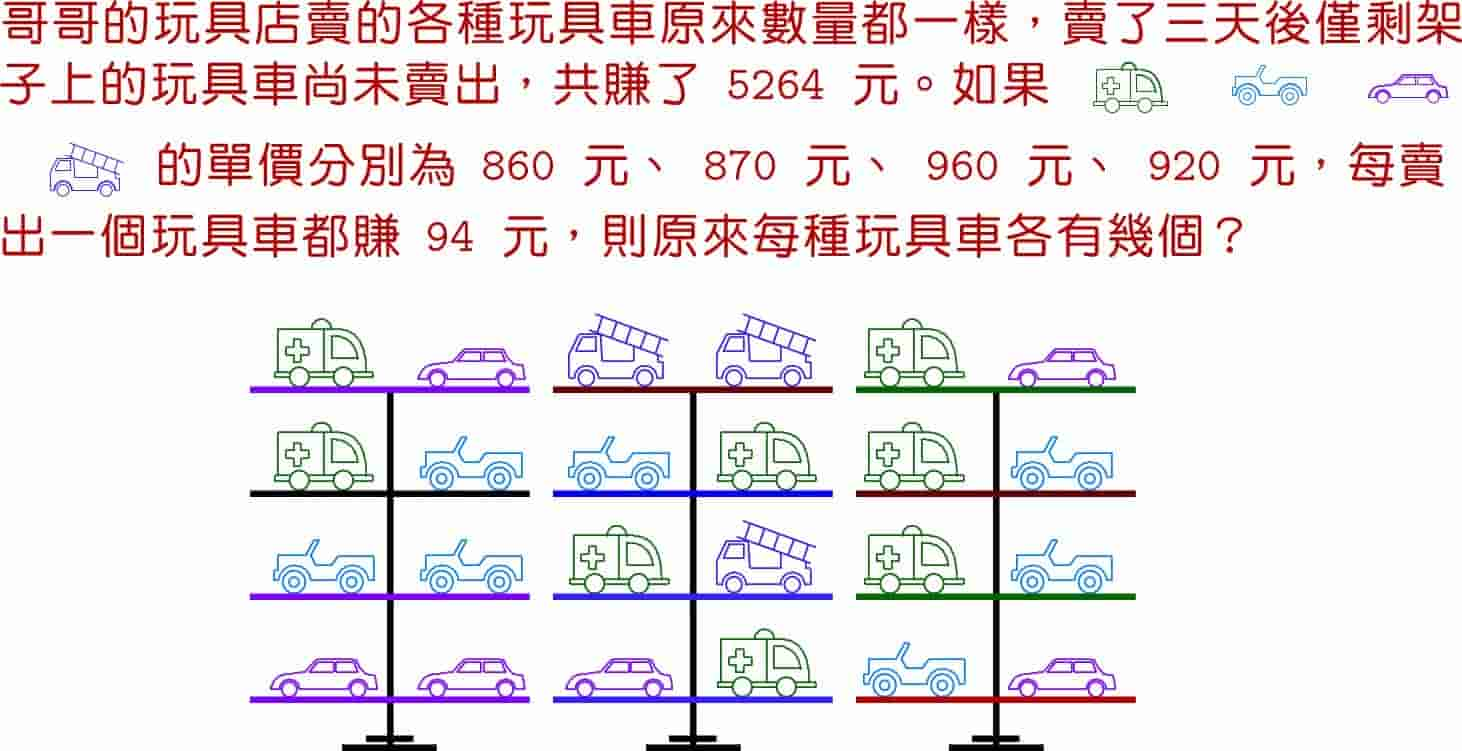 哥哥的玩具店賣的各種玩具車原來數量都一樣，賣了三天後僅剩架
子上的玩具車尚未賣出，共賺了 5264 元。如果
的單價分別為 860 元、 870 元、 960 元、 920 元，每賣
出一個玩具車都賺 94 元，則原來每種玩具車各有幾個？